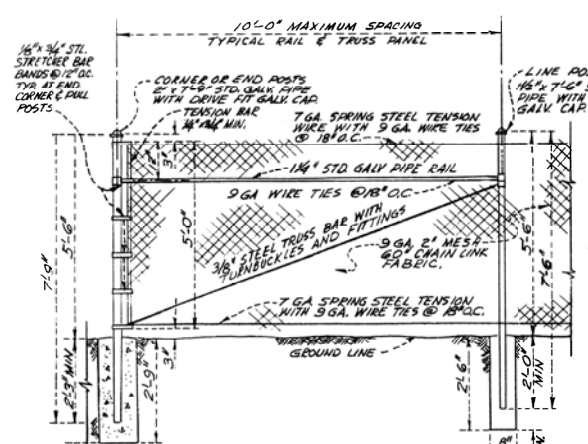 10'-0" MAXIMUM SPACING
TYPICAL RAIL & TRUSS PANEL
1/8" x 3/4" STL.
STRETCHER BAR
BANDS @ 12" O.C.
TYP. AT END
CORNER & PULL
POSTS
CORNER OR END POSTS
2" x 7'-9" STD. GALV. PIPE
WITH DRIVE FIT GALV. CAP.
TENSION BAR
1/4" x 3/4" MIN.
7 GA. SPRING STEEL TENSION
WIRE WITH 9 GA. WIRE TIES
@ 18" O.C.
LINE PO
1 1/2" x 7'-6" S
PIPE WITH
GALV. CAP.
12"
3"
1 1/4" STD. GALV. PIPE RAIL
9 GA. WIRE TIES @ 18" O.C.
3/8" STEEL TRUSS BAR WITH
TURNBUCKLES AND FITTINGS
9 GA. 2" MESH
60" CHAIN LINK
FABRIC.
7'-9"
5'-6"
5'-0"
5'-6"
7'-6"
7 GA. SPRING STEEL TENSION
WITH 9 GA. WIRE TIES @ 18" O.C.
GROUND LINE
2'-3" MIN
2'-9"
3"
2'-6"
2'-0"
MIN
8"